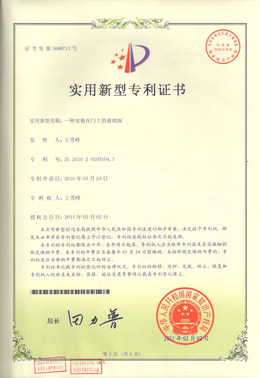 证书号第1688715号
实用新型专利证书
实用新型名称：一种安装在门上的玻璃窗
发 明 人：王雪峰
专 利 号：ZL 2010 2 0205104.3
专利申请日：2010年05月24日
专 利 权 人：王雪峰
授权公告日：2011年02月02日
本实用新型经过本局依照中华人民共和国专利法进行初步审查，决定授予专利权，颁
发本证书并在专利登记簿上予以登记。专利权自授权公告之日起生效。
本专利的专利权期限为十年，自申请日起算。专利权人应当依照专利法及其实施细则规
定缴纳年费。本专利的年费应当在每年05月24日前缴纳。未按照规定缴纳年费的，专
利权自应当缴纳年费期满之日起终止。
专利证书记载专利权登记时的法律状况。专利权的转移、质押、无效、终止、恢复和
专利权人的姓名或名称、国籍、地址变更等事项记载在专利登记簿上。
局长 田力普
中华人民共和国国家知识产权局
2011年02月02日
第1页（共1页）